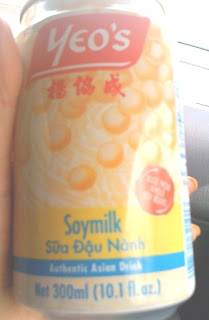 YEO'S
楊協成
Soymilk
Sữa Đậu Nành
Authentic Asian Drink
Net 300ml (10.1 fl. oz.)